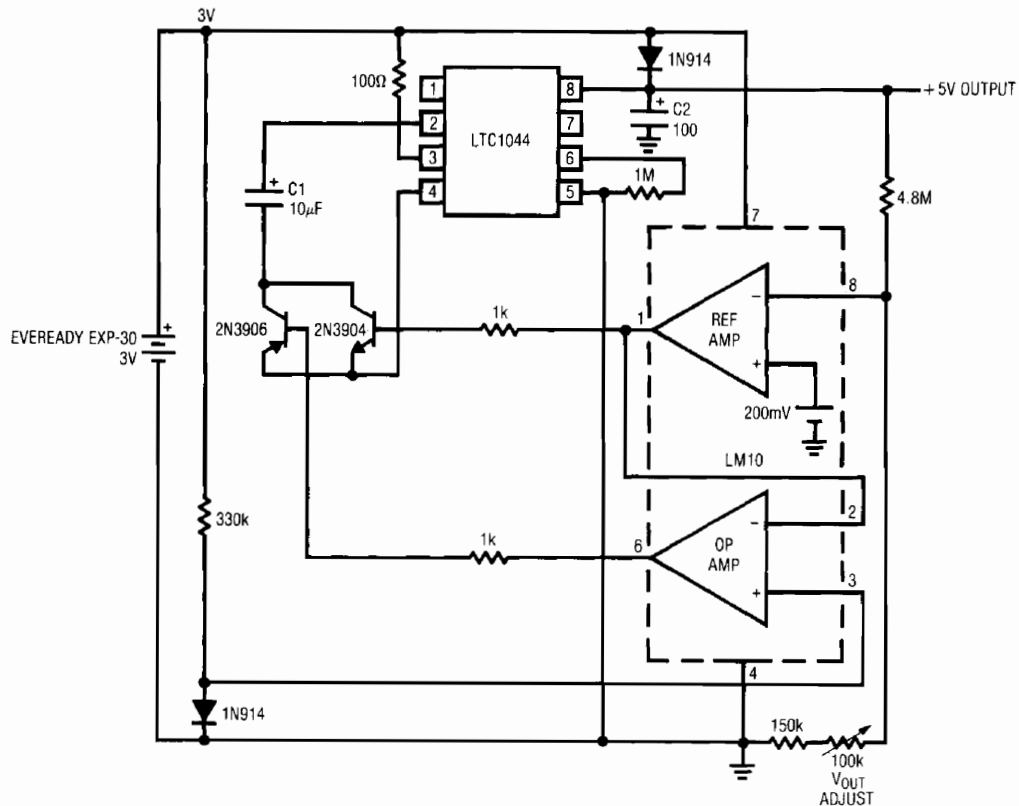 3V
1N914
100Ω
1
2
3
4
LTC1044
8
7
6
5
+5V OUTPUT
+
C2
100
1M
+
C1
10µF
4.8M
7
2N3906
2N3904
1k
1
REF
AMP
−
+
8
EVEREADY EXP-30
3V
+
200mV
LM10
330k
1k
6
OP
AMP
−
+
2
3
4
1N914
150k
100k
VOUT
ADJUST